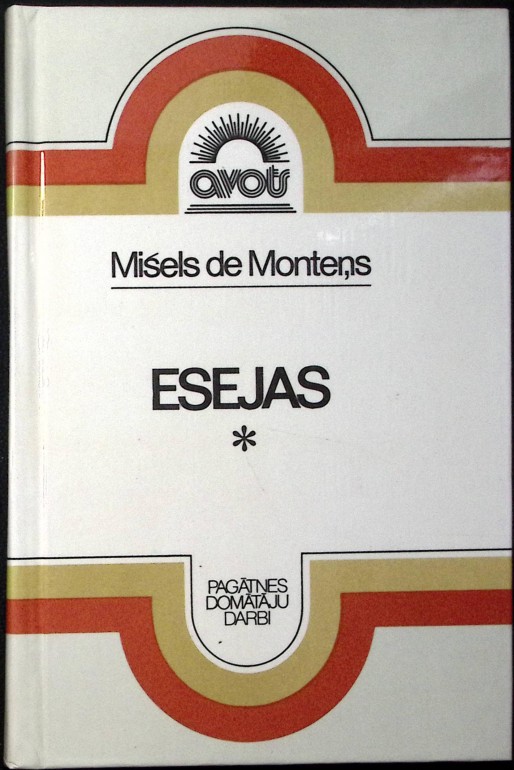 avots
Mišels de Monteņs
ESEJAS
*
PAGĀTNES
DOMĀTĀJU
DARBI